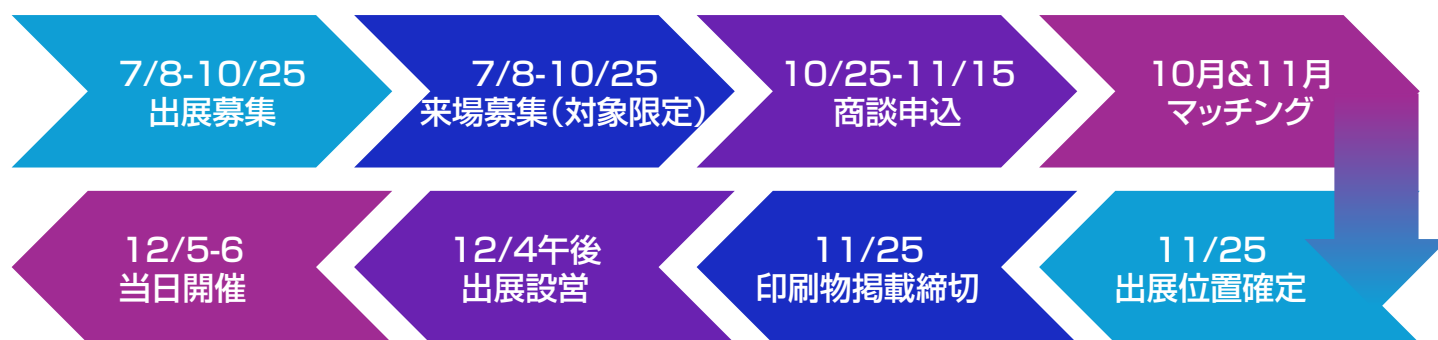 7/8-10/25
出展募集
7/8-10/25
来場募集(対象限定)
10/25-11/15
商談申込
10月&11月
マッチング
11/25
出展位置確定
11/25
印刷物掲載締切
12/4午後
出展設営
12/5-6
当日開催